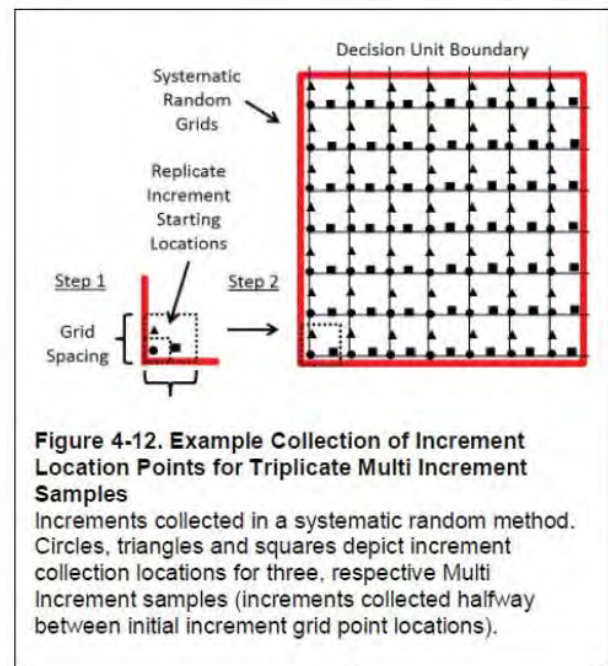 Decision Unit Boundary
Systematic
Random
Grids
Replicate
Increment
Starting
Locations
Step 1
Step 2
Grid
Spacing
Figure 4-12. Example Collection of Increment
Location Points for Triplicate Multi Increment
Samples
Increments collected in a systematic random method.
Circles, triangles and squares depict increment
collection locations for three, respective Multi
Increment samples (increments collected halfway
between initial increment grid point locations).